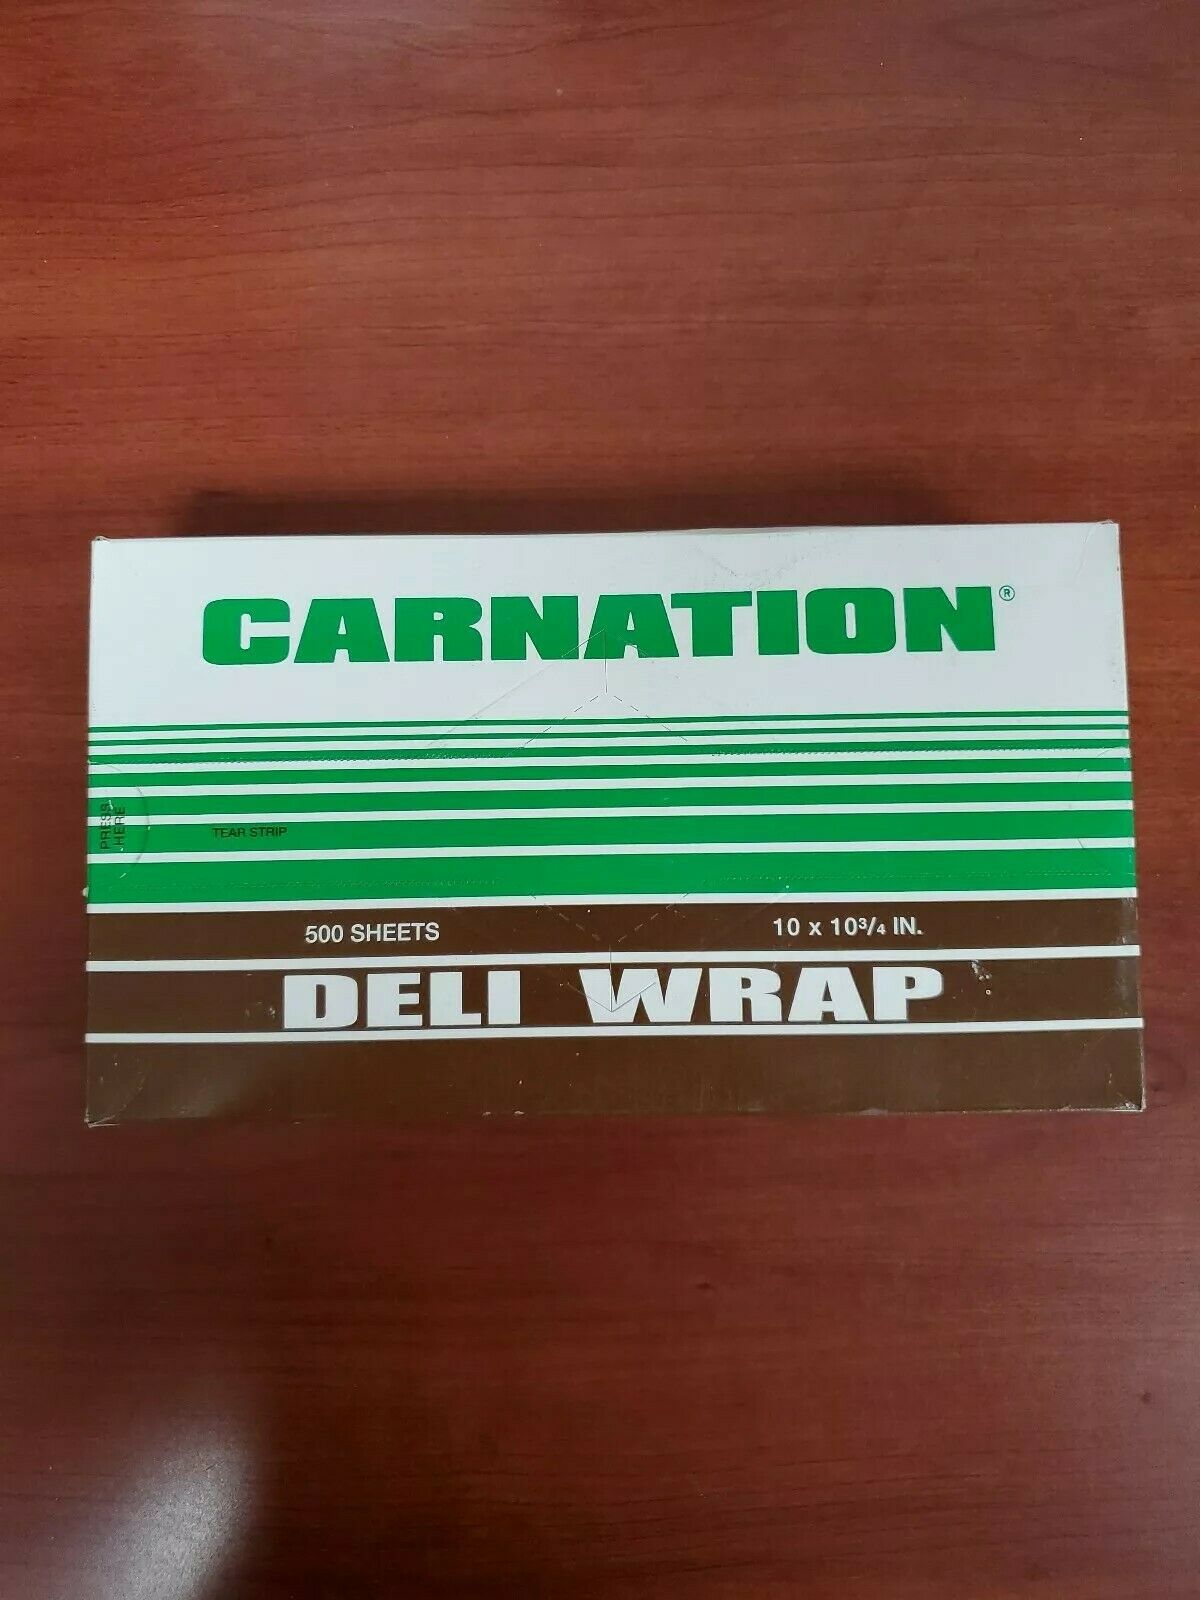 CARNATION®
PRESS
HERE
TEAR STRIP
500 SHEETS
10 x 10¾ IN.
DELI WRAP